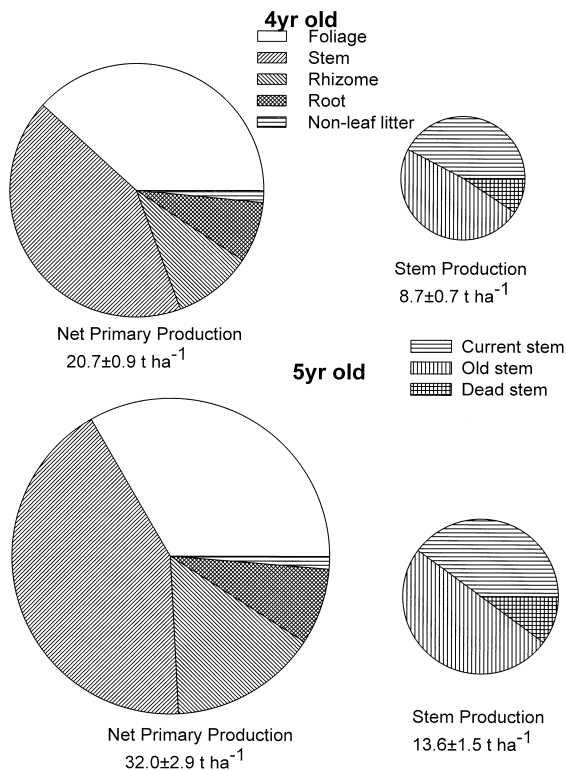 4yr old
Foliage
Stem
Rhizome
Root
Non-leaf litter
Net Primary Production
20.7±0.9 t ha-1
Stem Production
8.7±0.7 t ha-1
Current stem
Old stem
Dead stem
5yr old
Net Primary Production
32.0±2.9 t ha-1
Stem Production
13.6±1.5 t ha-1